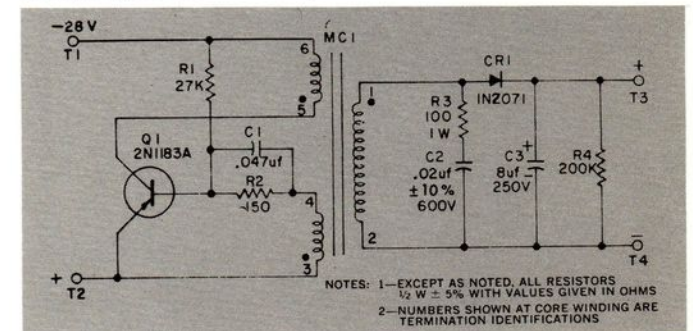 -28 V
T1
6
MC1
R1
27K
5
C1
.047uf
Q1
2N1183A
R2
150
4
3
+
T2
CR1
1N2071
+
T3
1
R3
100
1W
C2
.02uf
±10%
600V
C3
8uf
250V
+
-
R4
200K
2
-
T4
NOTES: 1—EXCEPT AS NOTED, ALL RESISTORS
½ W ± 5% WITH VALUES GIVEN IN OHMS
2—NUMBERS SHOWN AT CORE WINDING ARE
TERMINATION IDENTIFICATIONS